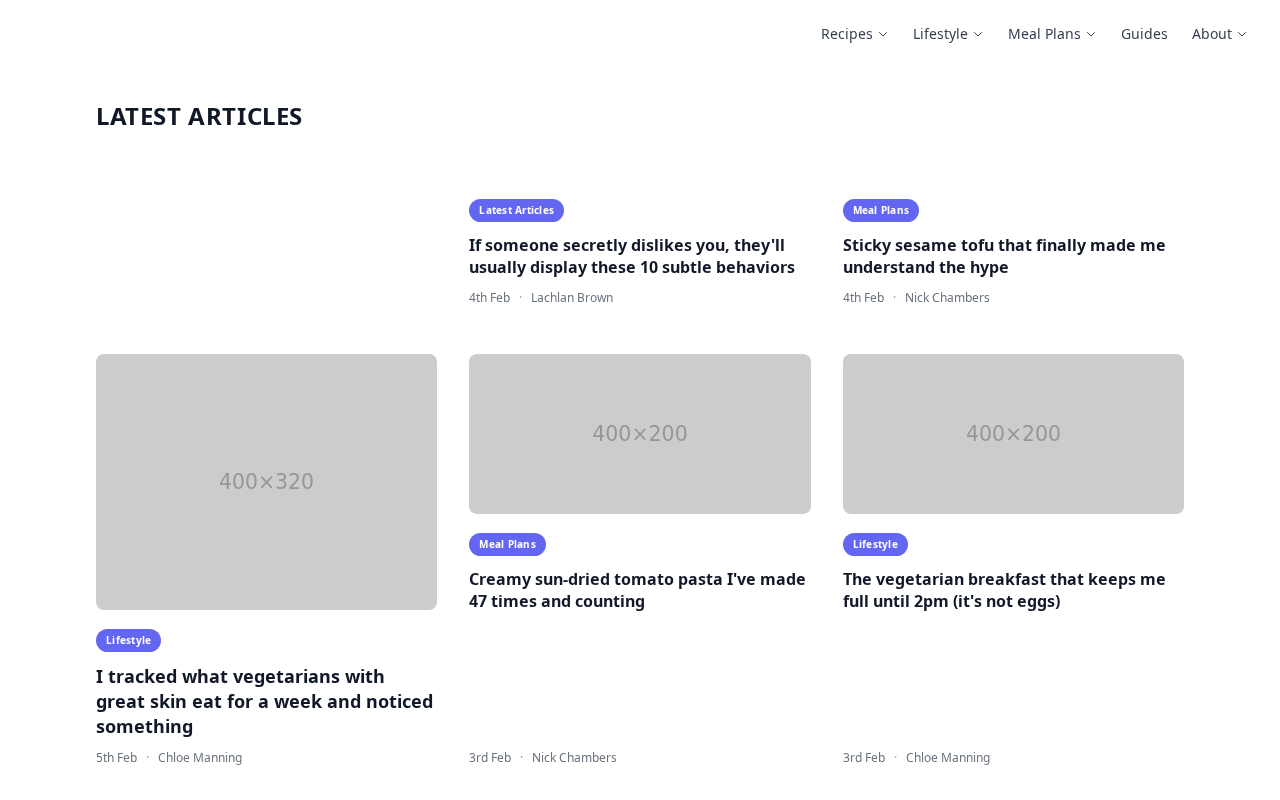 Recipes
Lifestyle
Meal Plans
Guides
About
LATEST ARTICLES
Latest Articles
If someone secretly dislikes you, they'll
usually display these 10 subtle behaviors
4th Feb · Lachlan Brown
Meal Plans
Sticky sesame tofu that finally made me
understand the hype
4th Feb · Nick Chambers
400×320
Lifestyle
I tracked what vegetarians with
great skin eat for a week and noticed
something
5th Feb · Chloe Manning
400×200
Meal Plans
Creamy sun-dried tomato pasta I've made
47 times and counting
3rd Feb · Nick Chambers
400×200
Lifestyle
The vegetarian breakfast that keeps me
full until 2pm (it's not eggs)
3rd Feb · Chloe Manning